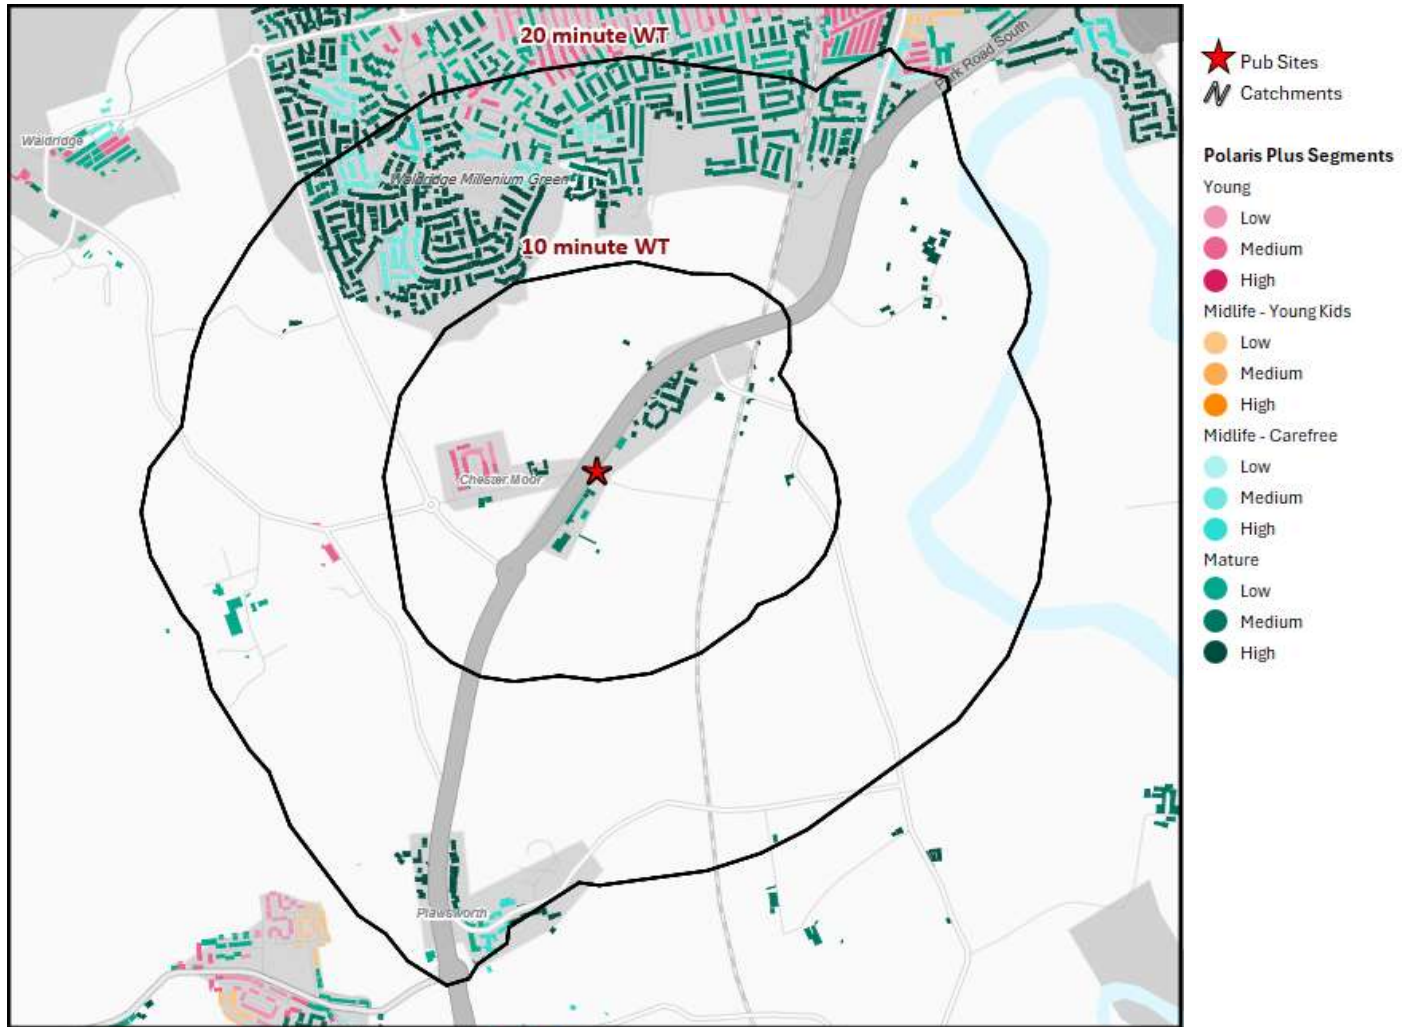 20 minute WT
Park Road South
Waldridge
Waldridge Millenium Green
10 minute WT
Chester Moor
Plawsworth
Pub Sites
Catchments
Polaris Plus Segments
Young
Low
Medium
High
Midlife - Young Kids
Low
Medium
High
Midlife - Carefree
Low
Medium
High
Mature
Low
Medium
High